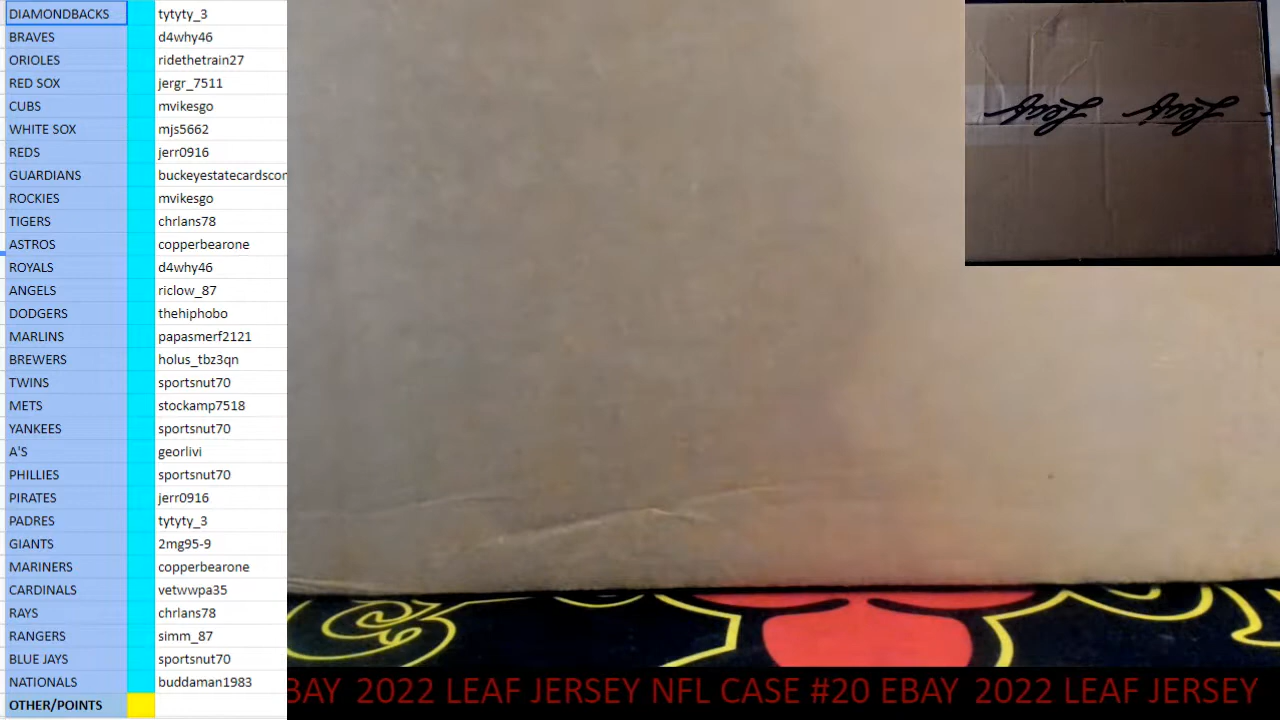 DIAMONDBACKS tytyty_3
BRAVES d4why46
ORIOLES ridethetrain27
RED SOX jergr_7511
CUBS mvikesgo
WHITE SOX mjs5662
REDS jerr0916
GUARDIANS buckeyestatecardscon
ROCKIES mvikesgo
TIGERS chrlans78
ASTROS copperbearone
ROYALS d4why46
ANGELS riclow_87
DODGERS thehiphobo
MARLINS papasmerf2121
BREWERS holus_tbz3qn
TWINS sportsnut70
METS stockamp7518
YANKEES sportsnut70
A'S georlivi
PHILLIES sportsnut70
PIRATES jerr0916
PADRES tytyty_3
GIANTS 2mg95-9
MARINERS copperbearone
CARDINALS vetwwpa35
RAYS chrlans78
RANGERS simm_87
BLUE JAYS sportsnut70
NATIONALS buddaman1983
OTHER/POINTS
Leaf Leaf
BAY 2022 LEAF JERSEY NFL CASE #20 EBAY 2022 LEAF JERSEY